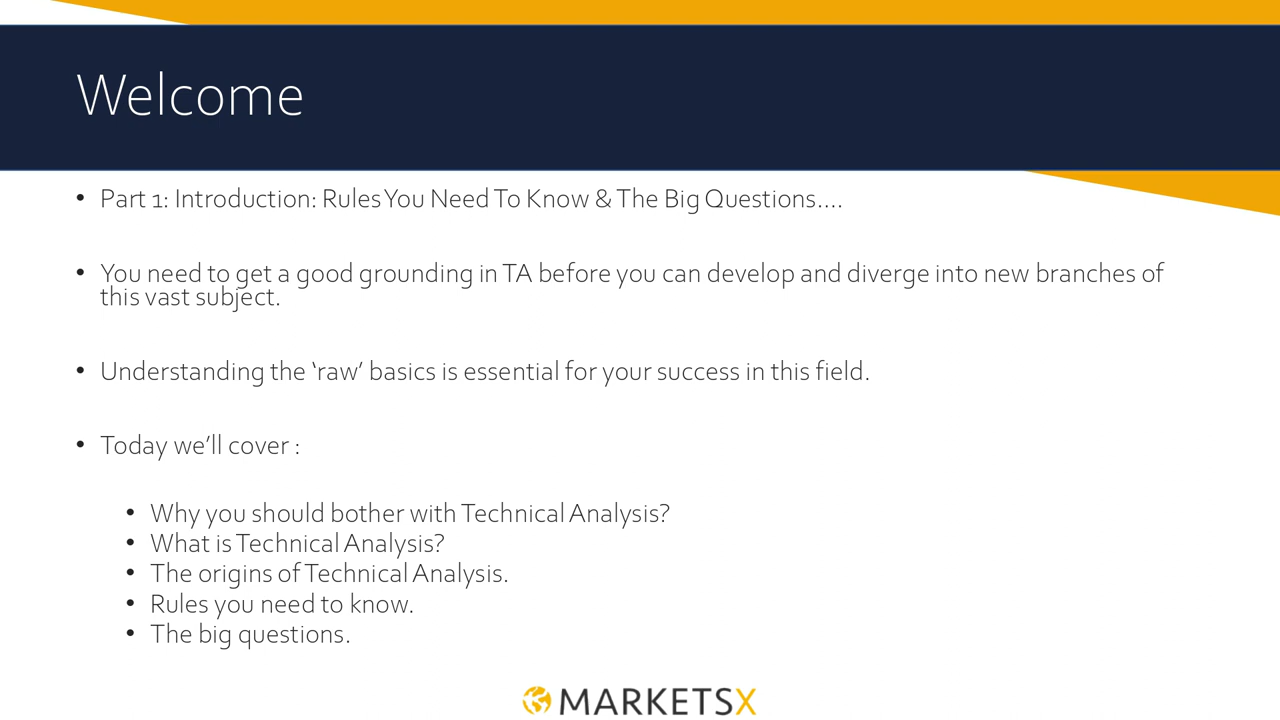 Welcome
• Part 1: Introduction: Rules You Need To Know & The Big Questions....
• You need to get a good grounding in TA before you can develop and diverge into new branches of
this vast subject.
• Understanding the ‘raw’ basics is essential for your success in this field.
• Today we’ll cover :
• Why you should bother with Technical Analysis?
• What is Technical Analysis?
• The origins of Technical Analysis.
• Rules you need to know.
• The big questions.
MARKETSX